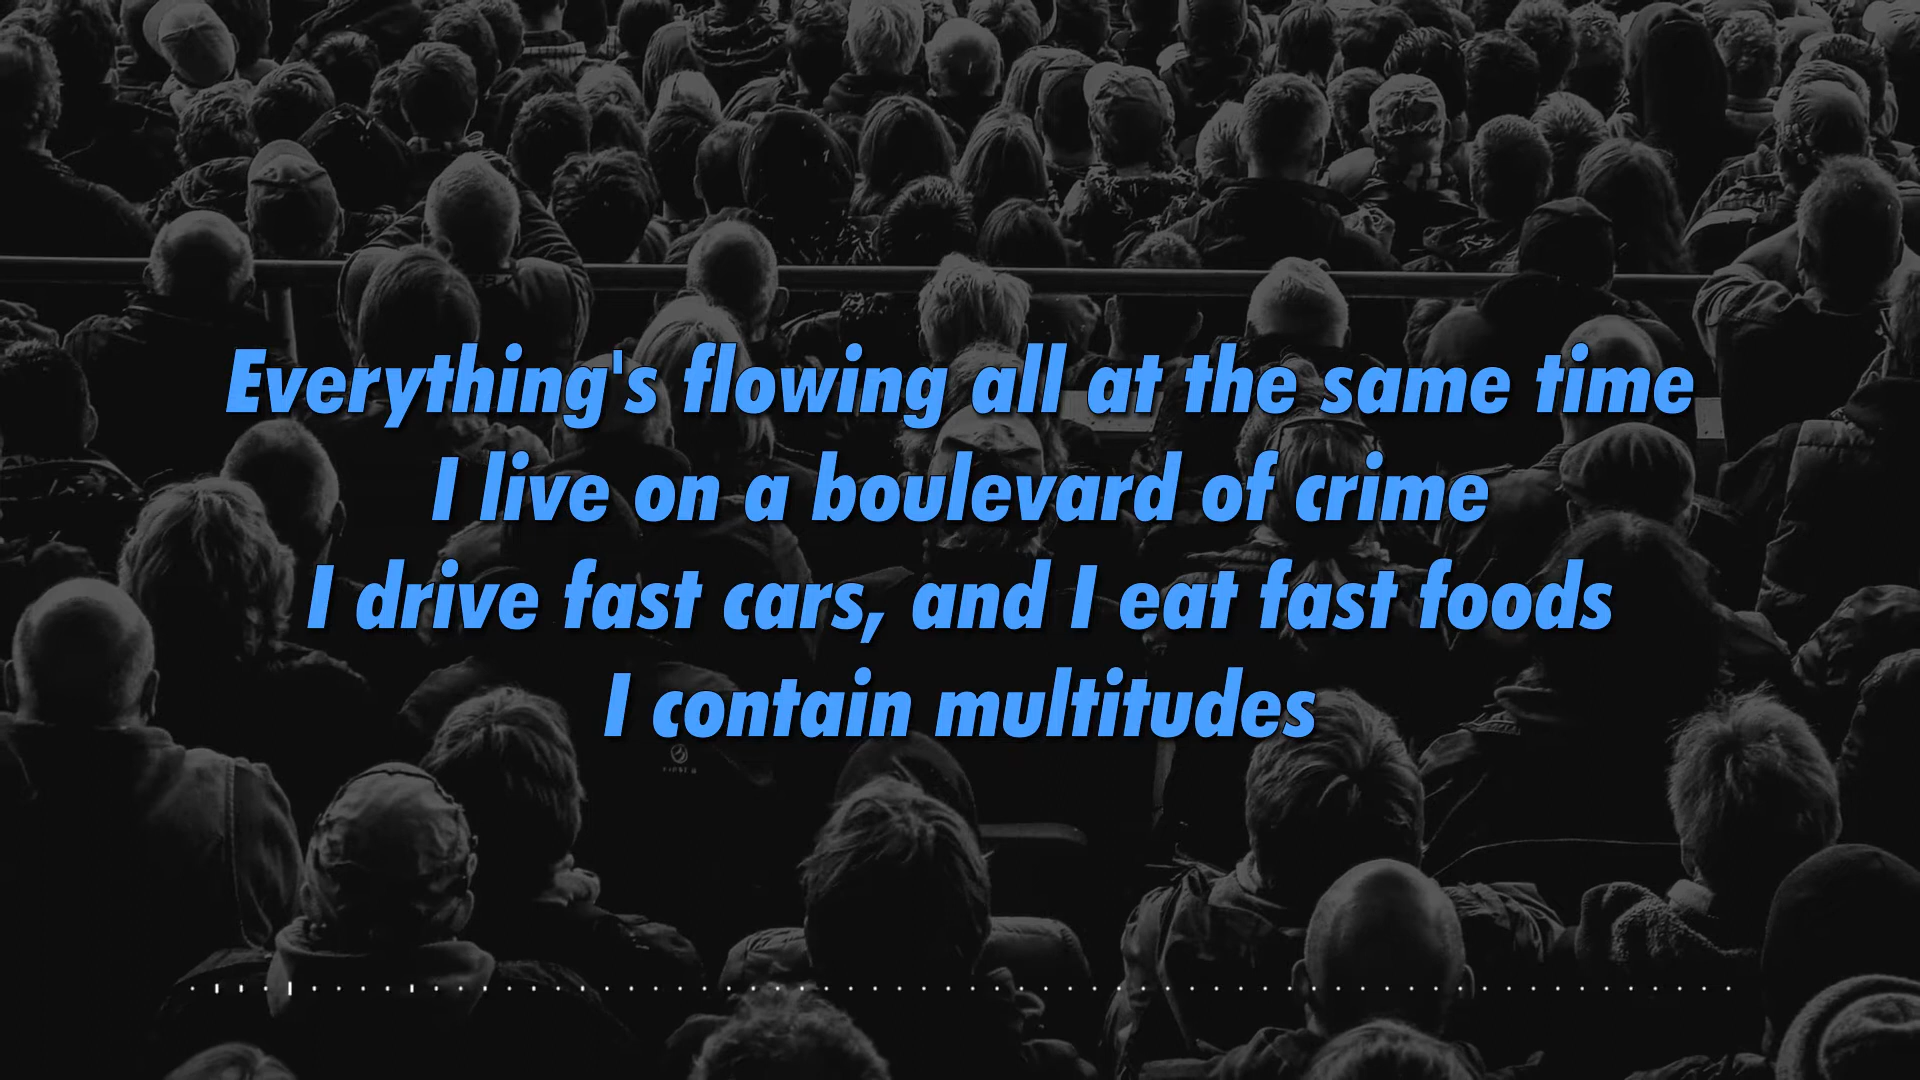 Everything's flowing all at the same time
I live on a boulevard of crime
I drive fast cars, and I eat fast foods
I contain multitudes